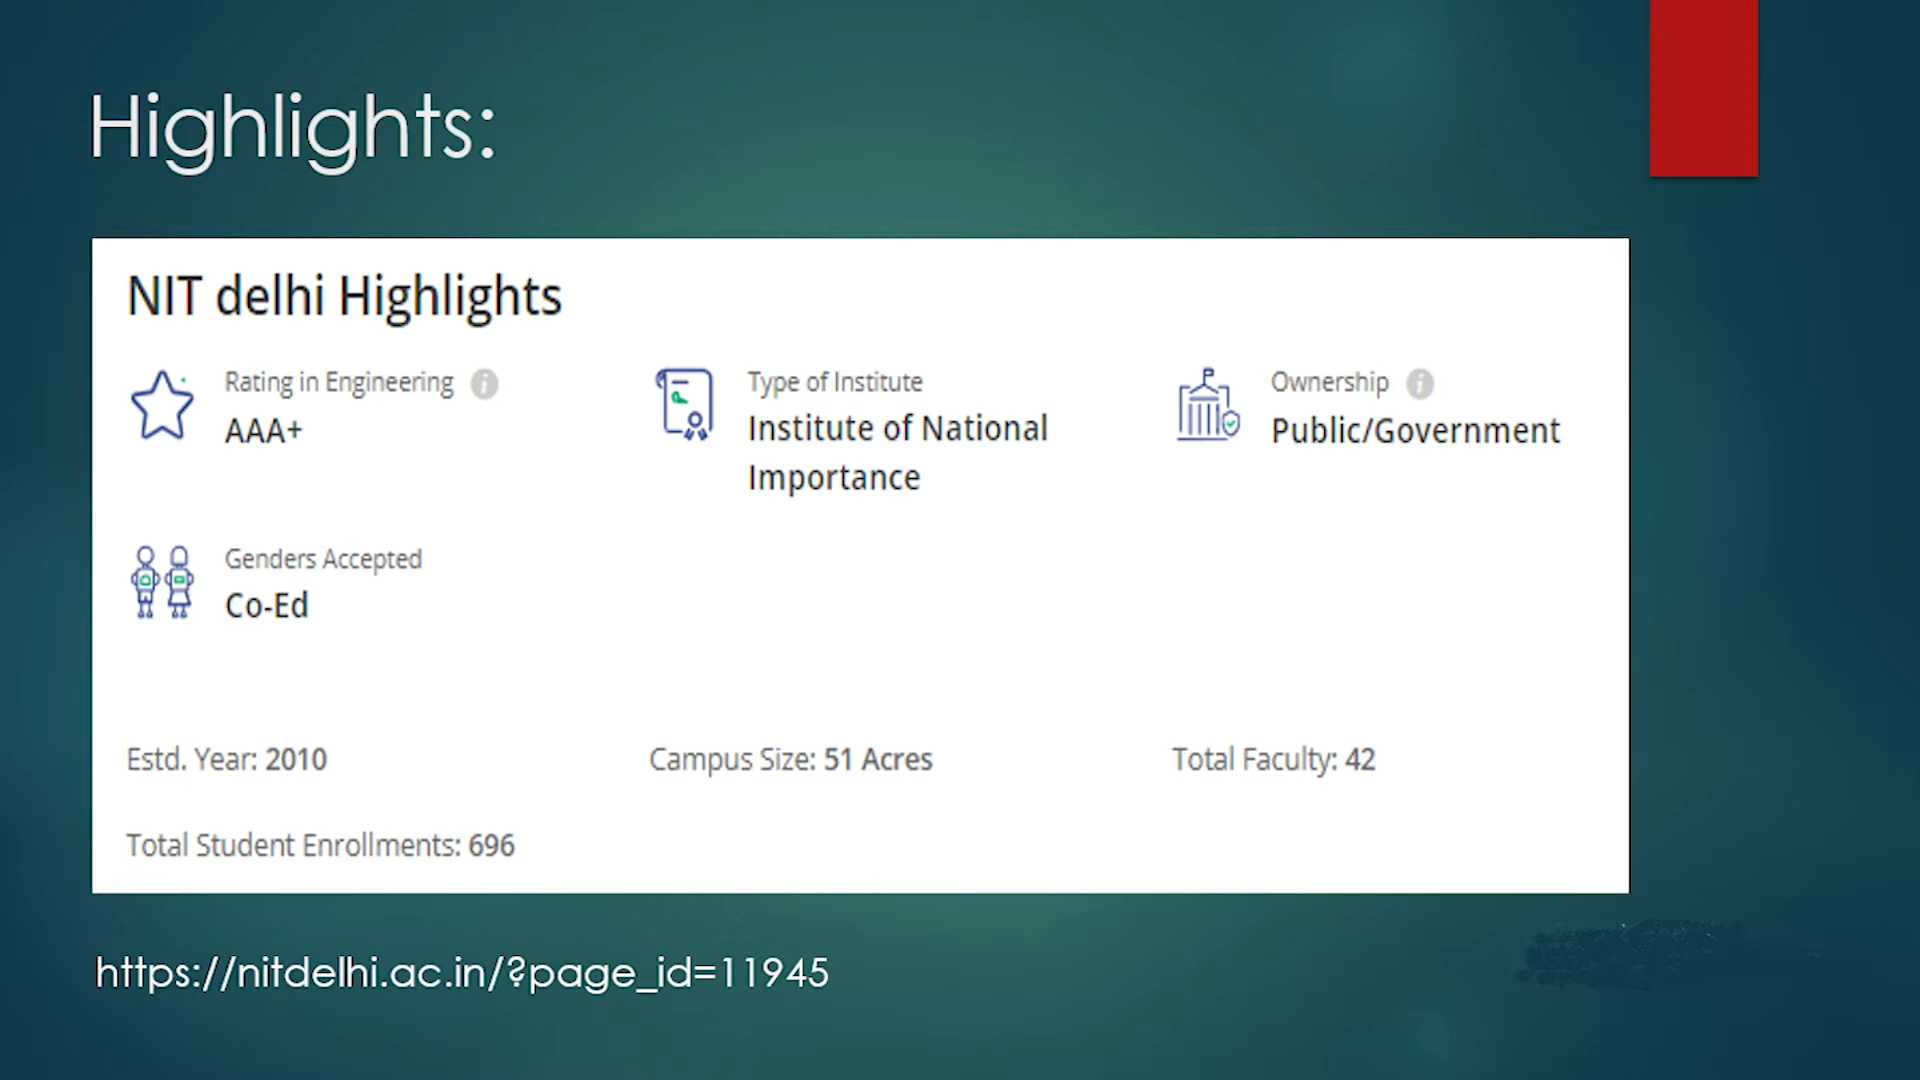 Highlights:
NIT delhi Highlights
Rating in Engineering
AAA+
Type of Institute
Institute of National
Importance
Ownership
Public/Government
Genders Accepted
Co-Ed
Estd. Year: 2010
Campus Size: 51 Acres
Total Faculty: 42
Total Student Enrollments: 696
https://nitdelhi.ac.in/?page_id=11945